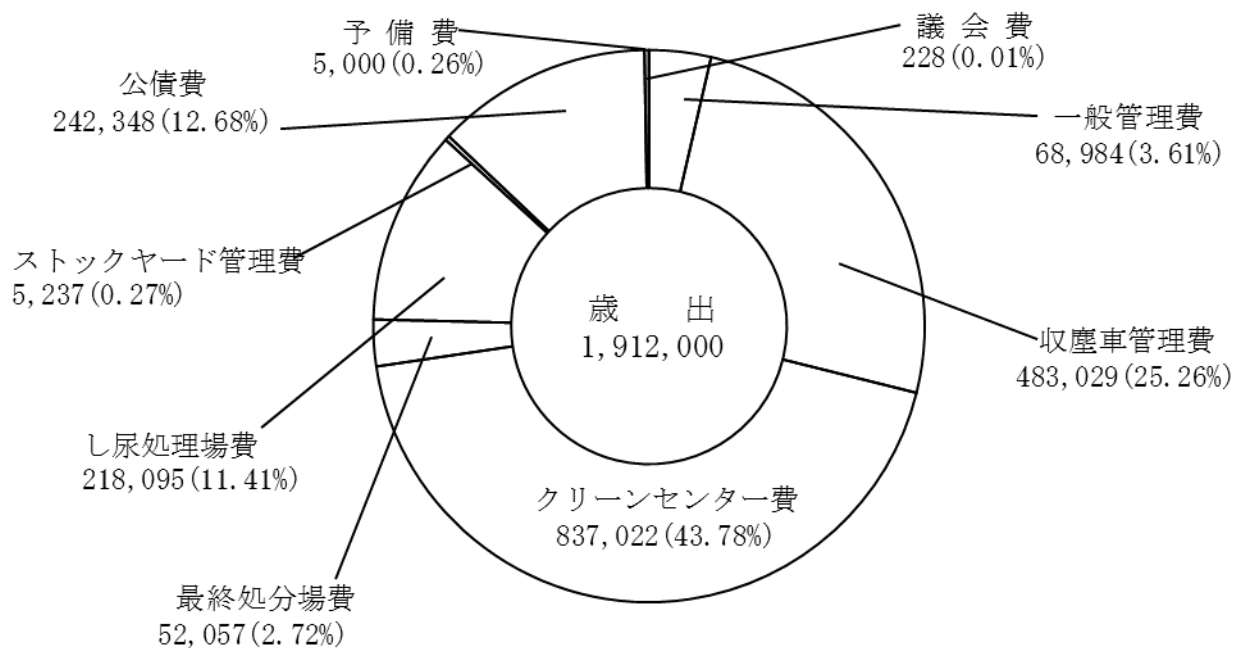 予 備 費
5,000(0.26%)
議 会 費
228(0.01%)
公債費
242,348(12.68%)
一般管理費
68,984(3.61%)
ストックヤード管理費
5,237(0.27%)
歳 出
1,912,000
収塵車管理費
483,029(25.26%)
し尿処理場費
218,095(11.41%)
クリーンセンター費
837,022(43.78%)
最終処分場費
52,057(2.72%)